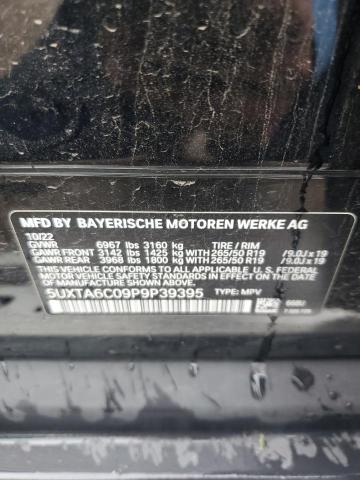 MFD BY BAYERISCHE MOTOREN WERKE AG
10/22
GVWR 6967 lbs 3160 kg TIRE / RIM
GAWR FRONT 3142 lbs 1425 kg WITH 265/50 R19 / 9.0J x 19
GAWR REAR 3968 lbs 1800 kg WITH 265/50 R19 / 9.0J x 19
THIS VEHICLE CONFORMS TO ALL APPLICABLE U.S. FEDERAL
MOTOR VEHICLE SAFETY STANDARDS IN EFFECT ON THE DATE
OF MANUFACTURE SHOWN ABOVE.
5UXTA6C09P9P39395 TYPE: MPV